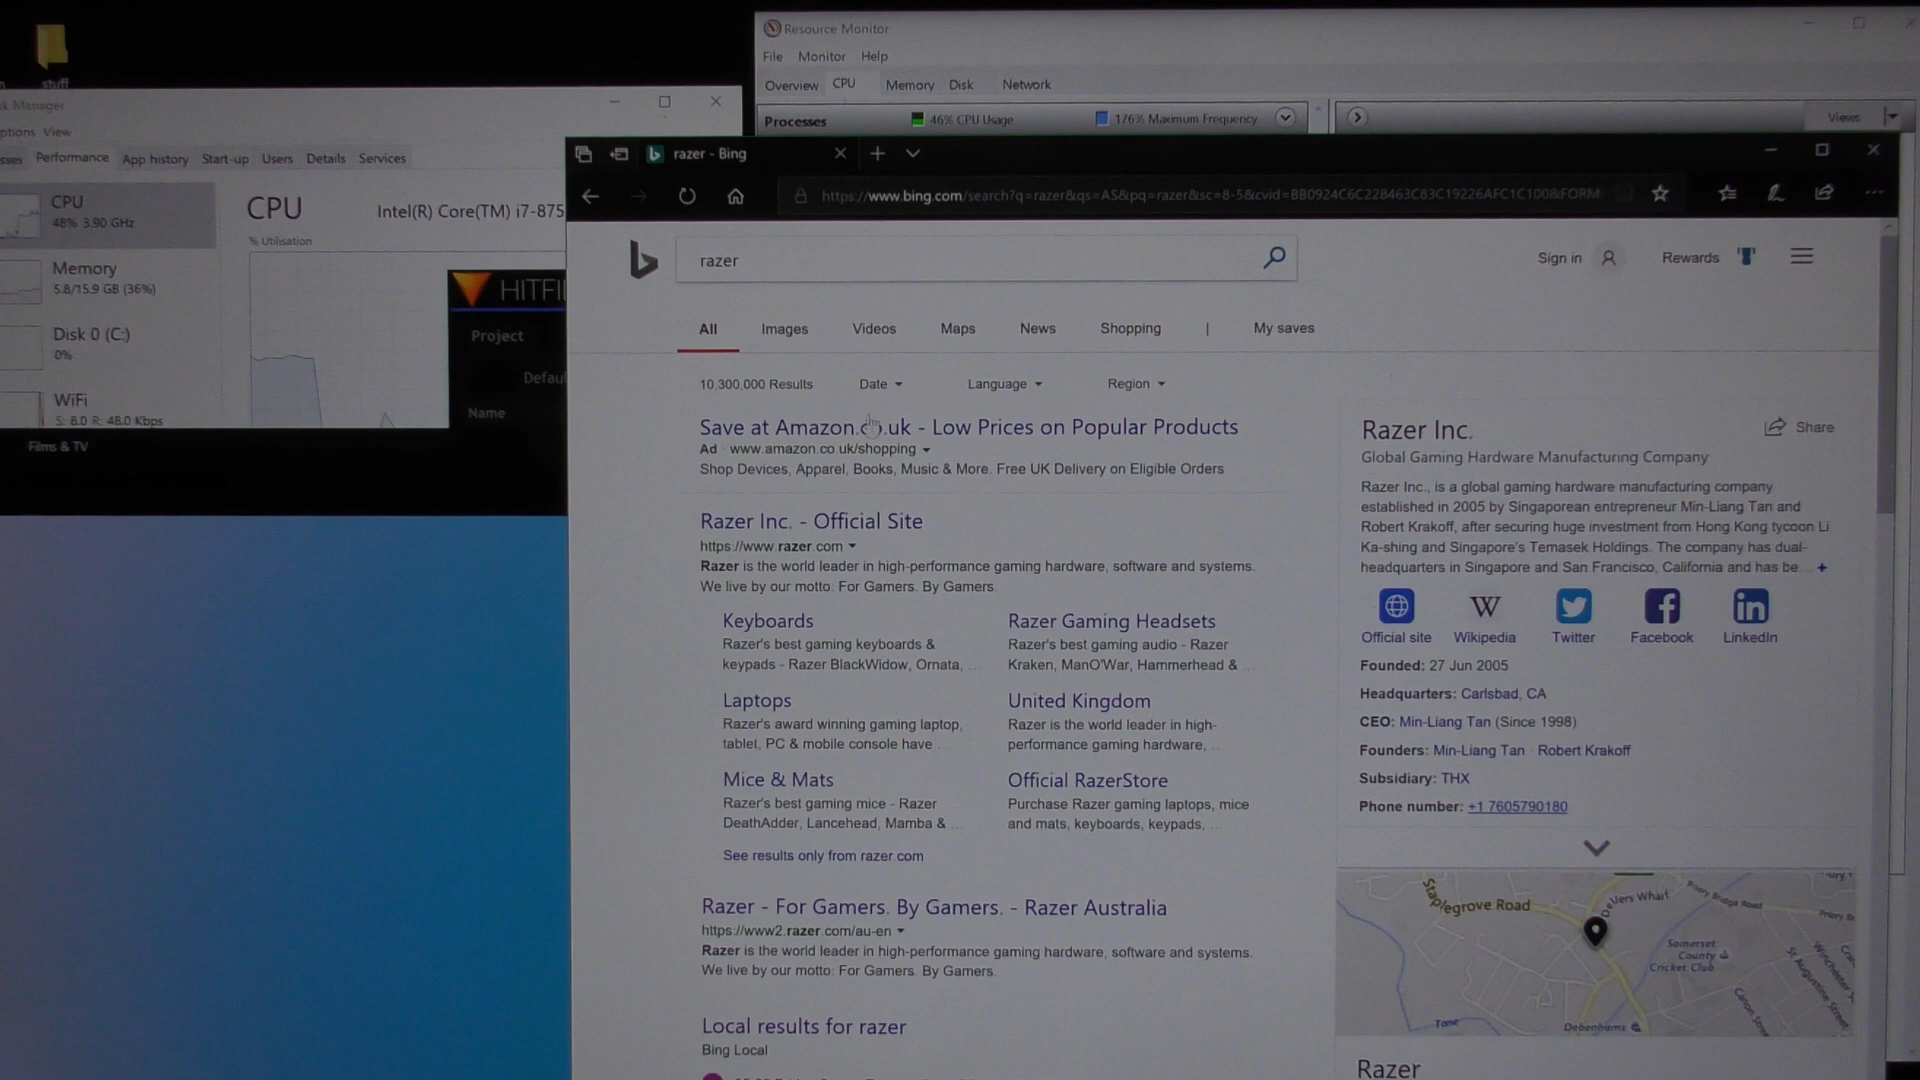 stuff
Manager
ptions View
Performance App history Start-up Users Details Services
CPU
48% 3.90 GHz
Memory
5.8/15.9 GB (36%)
Disk 0 (C:)
0%
WiFi
S: 8.0 R: 48.0 Kbps
CPU Intel(R) Core(TM) i7-875
% Utilisation
HITFI
Project
Defau
Name
Films & TV
Resource Monitor
File Monitor Help
Overview CPU Memory Disk Network
Processes 46% CPU Usage 176% Maximum Frequency
Views
razer - Bing
https://www.bing.com/search?q=razer&qs=AS&pq=razer&sc=8-5&cvid=BB0924C6C228463C83C19226AFC1C100&FORM
razer
Sign in Rewards
All Images Videos Maps News Shopping | My saves
10,300,000 Results Date Language Region
Save at Amazon.co.uk - Low Prices on Popular Products
Ad · www.amazon.co.uk/shopping
Shop Devices, Apparel, Books, Music & More. Free UK Delivery on Eligible Orders
Razer Inc. - Official Site
https://www.razer.com
Razer is the world leader in high-performance gaming hardware, software and systems.
We live by our motto: For Gamers. By Gamers.
Keyboards
Razer's best gaming keyboards &
keypads - Razer BlackWidow, Ornata, ...
Razer Gaming Headsets
Razer's best gaming audio - Razer
Kraken, ManO'War, Hammerhead & ...
Laptops
Razer's award winning gaming laptop,
tablet, PC & mobile console have ...
United Kingdom
Razer is the world leader in high-
performance gaming hardware, ...
Mice & Mats
Razer's best gaming mice - Razer
DeathAdder, Lancehead, Mamba & ...
Official RazerStore
Purchase Razer gaming laptops, mice
and mats, keyboards, keypads, ...
See results only from razer.com
Razer - For Gamers. By Gamers. - Razer Australia
https://www2.razer.com/au-en
Razer is the world leader in high-performance gaming hardware, software and systems.
We live by our motto: For Gamers. By Gamers.
Local results for razer
Bing Local
Razer Inc.
Share
Global Gaming Hardware Manufacturing Company
Razer Inc., is a global gaming hardware manufacturing company
established in 2005 by Singaporean entrepreneur Min-Liang Tan and
Robert Krakoff, after securing huge investment from Hong Kong tycoon Li
Ka-shing and Singapore's Temasek Holdings. The company has dual-
headquarters in Singapore and San Francisco, California and has be... +
Official site Wikipedia Twitter Facebook LinkedIn
Founded: 27 Jun 2005
Headquarters: Carlsbad, CA
CEO: Min-Liang Tan (Since 1998)
Founders: Min-Liang Tan · Robert Krakoff
Subsidiary: THX
Phone number: +1 7605790180
Staplegrove Road
Wharf
Priory Bridge Road
Priory
Somerset
County
Cricket Club
St Augustine Street
Winchester
Canon
Tone
Debenhams
Razer